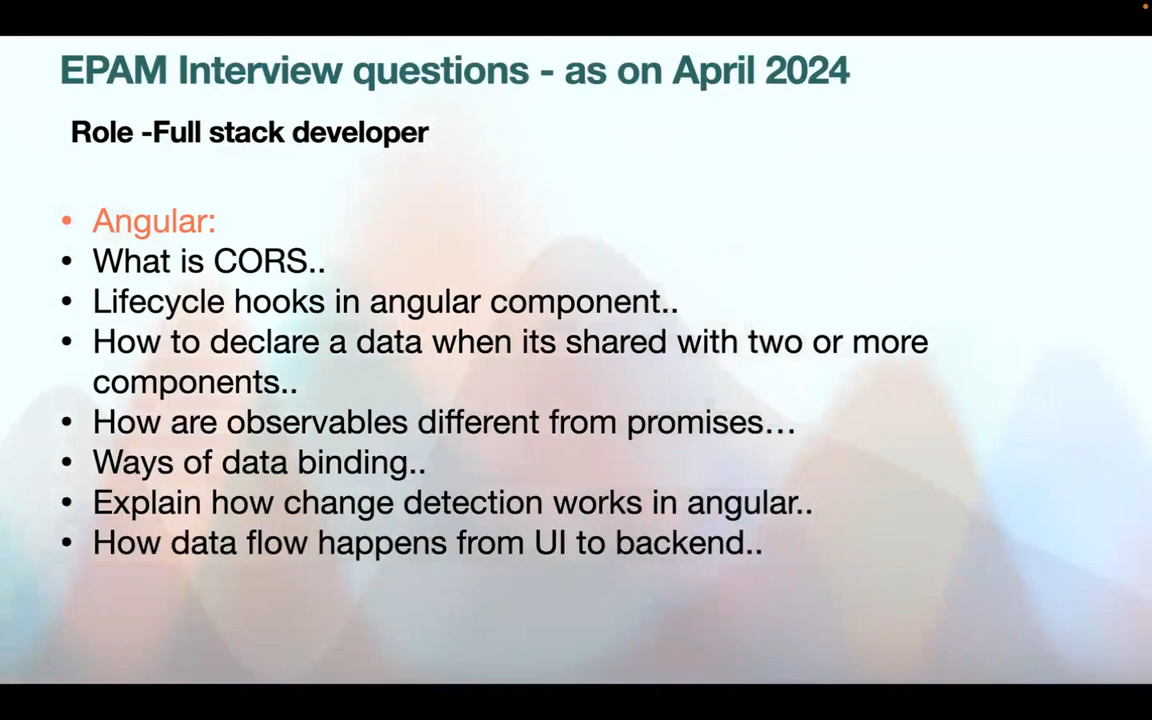 EPAM Interview questions - as on April 2024
Role -Full stack developer
• Angular:
• What is CORS..
• Lifecycle hooks in angular component..
• How to declare a data when its shared with two or more
components..
• How are observables different from promises…
• Ways of data binding..
• Explain how change detection works in angular..
• How data flow happens from UI to backend..